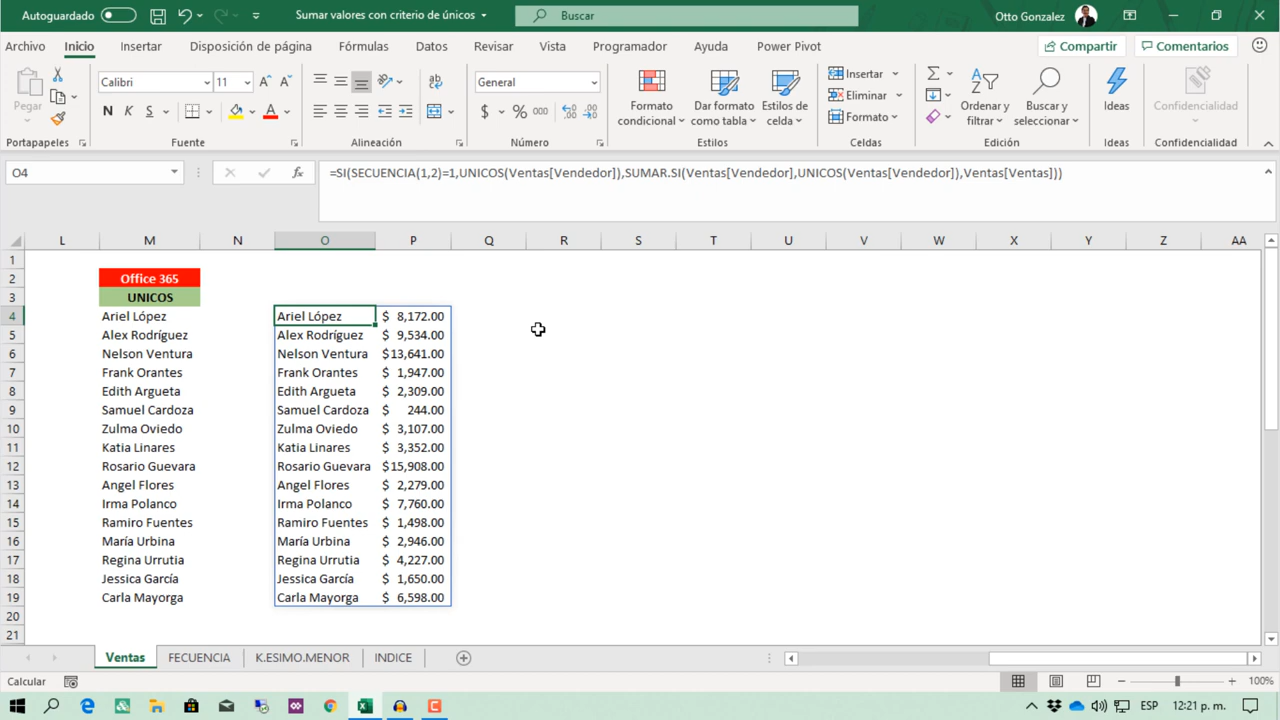 Autoguardado
Sumar valores con criterio de únicos
Buscar
Otto Gonzalez
Archivo Inicio Insertar Disposición de página Fórmulas Datos Revisar Vista Programador Ayuda Power Pivot
Compartir Comentarios
Pegar
Portapapeles
Calibri 11
N K S
Fuente
Alineación
General
$ % 000
Número
Formato condicional
Dar formato como tabla
Estilos de celda
Estilos
Insertar
Eliminar
Formato
Celdas
Ordenar y filtrar
Buscar y seleccionar
Edición
Ideas
Ideas
Confidencialidad
Confidencialidad
O4
fx
=SI(SECUENCIA(1,2)=1,UNICOS(Ventas[Vendedor]),SUMAR.SI(Ventas[Vendedor],UNICOS(Ventas[Vendedor]),Ventas[Ventas]))
L M N O P Q R S T U V W X Y Z AA
1
2 Office 365
3 UNICOS
4 Ariel López Ariel López $ 8,172.00
5 Alex Rodríguez Alex Rodríguez $ 9,534.00
6 Nelson Ventura Nelson Ventura $13,641.00
7 Frank Orantes Frank Orantes $ 1,947.00
8 Edith Argueta Edith Argueta $ 2,309.00
9 Samuel Cardoza Samuel Cardoza $ 244.00
10 Zulma Oviedo Zulma Oviedo $ 3,107.00
11 Katia Linares Katia Linares $ 3,352.00
12 Rosario Guevara Rosario Guevara $15,908.00
13 Angel Flores Angel Flores $ 2,279.00
14 Irma Polanco Irma Polanco $ 7,760.00
15 Ramiro Fuentes Ramiro Fuentes $ 1,498.00
16 María Urbina María Urbina $ 2,946.00
17 Regina Urrutia Regina Urrutia $ 4,227.00
18 Jessica García Jessica García $ 1,650.00
19 Carla Mayorga Carla Mayorga $ 6,598.00
20
21
Ventas FECUENCIA K.ESIMO.MENOR INDICE
Calcular
100%
ESP 12:21 p. m.